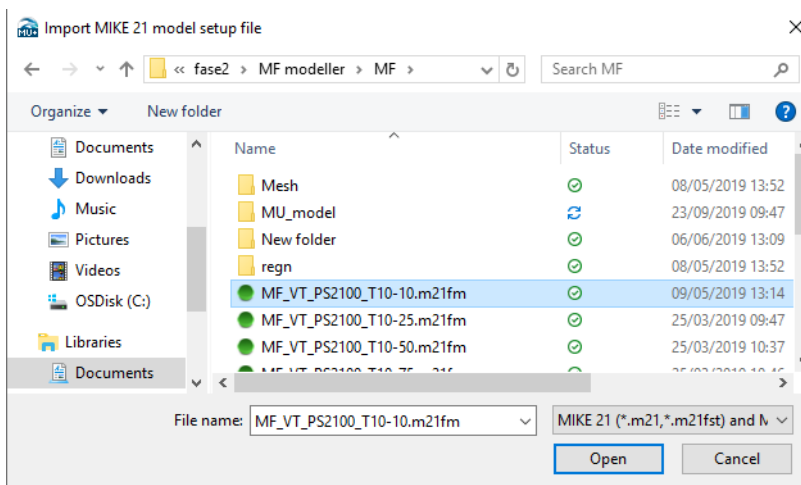 MU+ Import MIKE 21 model setup file
« fase2 > MF modeller > MF >
Search MF
Organize
New folder
?
Name
Status
Date modified
Documents
Downloads
Music
Pictures
Videos
OSDisk (C:)
Libraries
Documents
Mesh 08/05/2019 13:52
MU_model 23/09/2019 09:47
New folder 06/06/2019 13:09
regn 08/05/2019 13:52
MF_VT_PS2100_T10-10.m21fm 09/05/2019 13:14
MF_VT_PS2100_T10-25.m21fm 25/03/2019 09:47
MF_VT_PS2100_T10-50.m21fm 25/03/2019 10:37
File name: MF_VT_PS2100_T10-10.m21fm
MIKE 21 (*.m21,*.m21fst) and
Open
Cancel